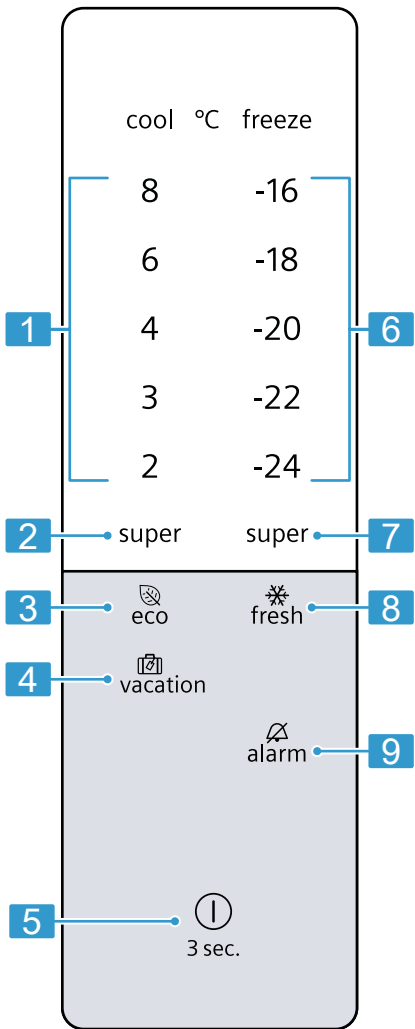 cool °C freeze
8 -16
6 -18
1 4 -20 6
3 -22
2 -24
2 super super 7
3 eco fresh 8
4 vacation
alarm 9
5
3 sec.